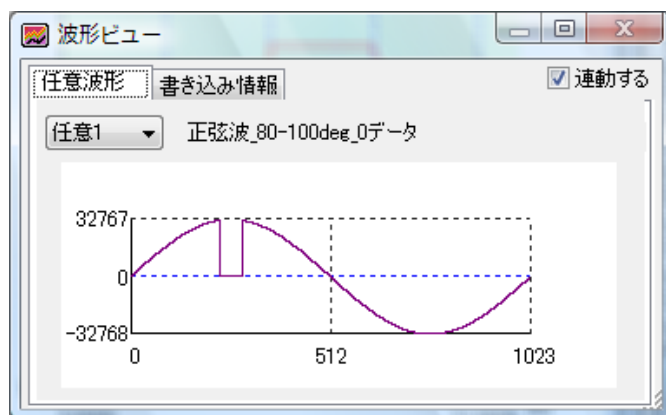 波形ビュー
任意波形 書き込み情報 連動する
任意1 正弦波_80-100deg_0データ
32767
0
-32768
0 512 1023